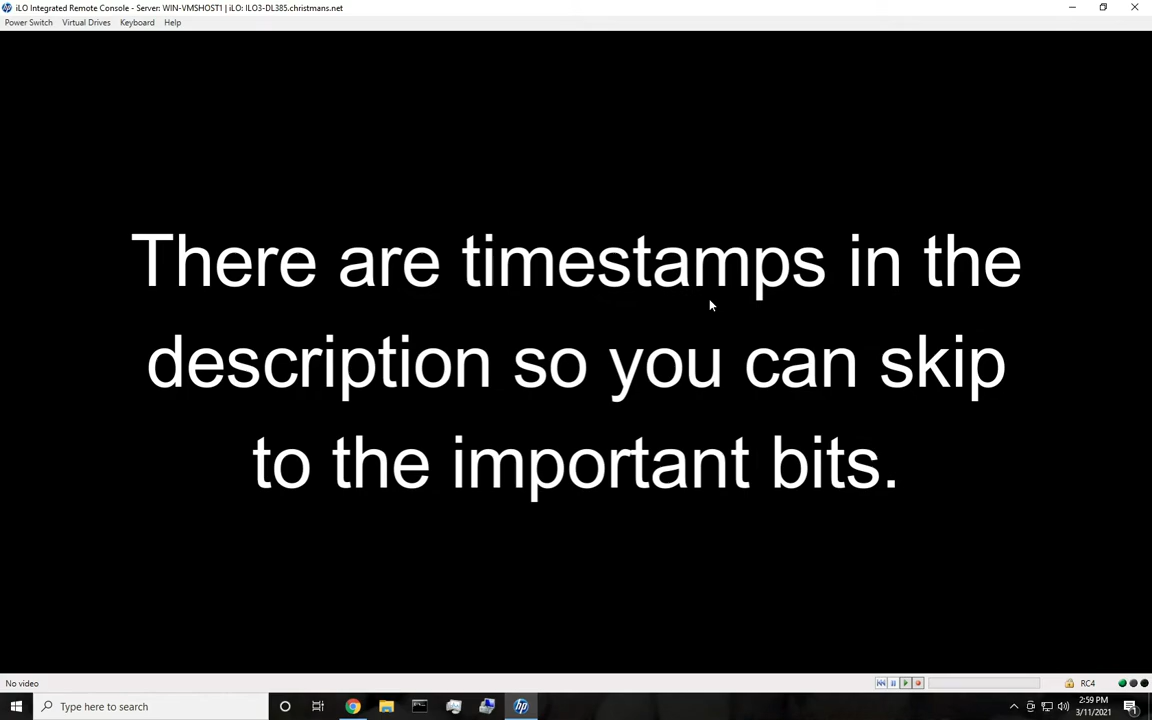 iLO Integrated Remote Console - Server: WIN-VMSHOST1 | iLO: ILO3-DL385.christmans.net
Power Switch Virtual Drives Keyboard Help
There are timestamps in the
description so you can skip
to the important bits.
No video
RC4
Type here to search
2:59 PM
3/11/2021
1
hp